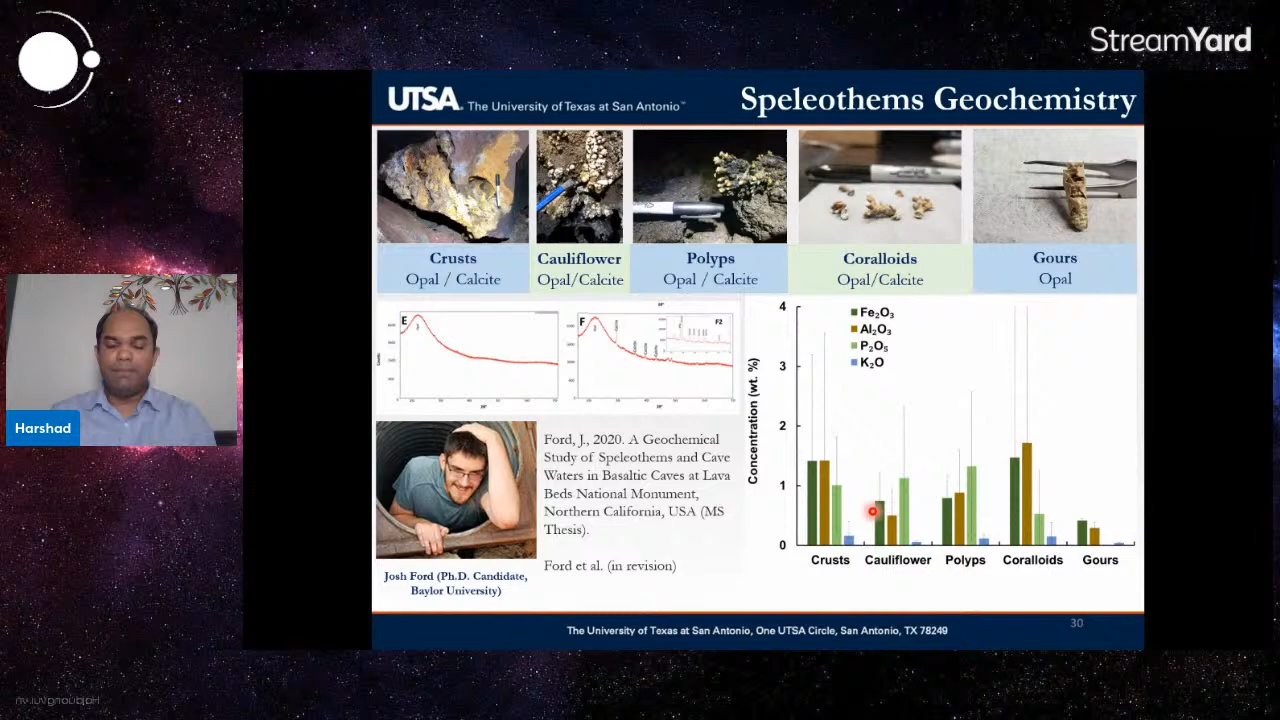 StreamYard
UTSA The University of Texas at San Antonio™
Speleothems Geochemistry
Crusts
Opal / Calcite
Cauliflower
Opal/Calcite
Polyps
Opal / Calcite
Coralloids
Opal/Calcite
Gours
Opal
E
F
F2
Concentration (wt. %)
4
3
2
1
0
Fe₂O₃
Al₂O₃
P₂O₅
K₂O
Crusts
Cauliflower
Polyps
Coralloids
Gours
Harshad
Ford, J., 2020. A Geochemical
Study of Speleothems and Cave
Waters in Basaltic Caves at Lava
Beds National Monument,
Northern California, USA (MS
Thesis).
Ford et al. (in revision)
Josh Ford (Ph.D. Candidate,
Baylor University)
30
The University of Texas at San Antonio, One UTSA Circle, San Antonio, TX 78249